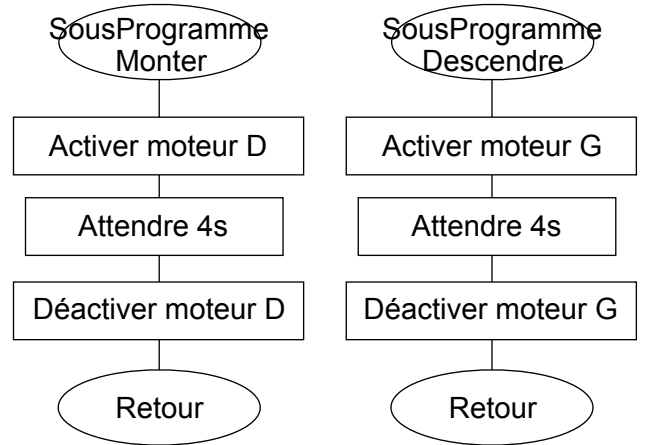 SousProgramme
Monter
Activer moteur D
Attendre 4s
Déactiver moteur D
Retour
SousProgramme
Descendre
Activer moteur G
Attendre 4s
Déactiver moteur G
Retour